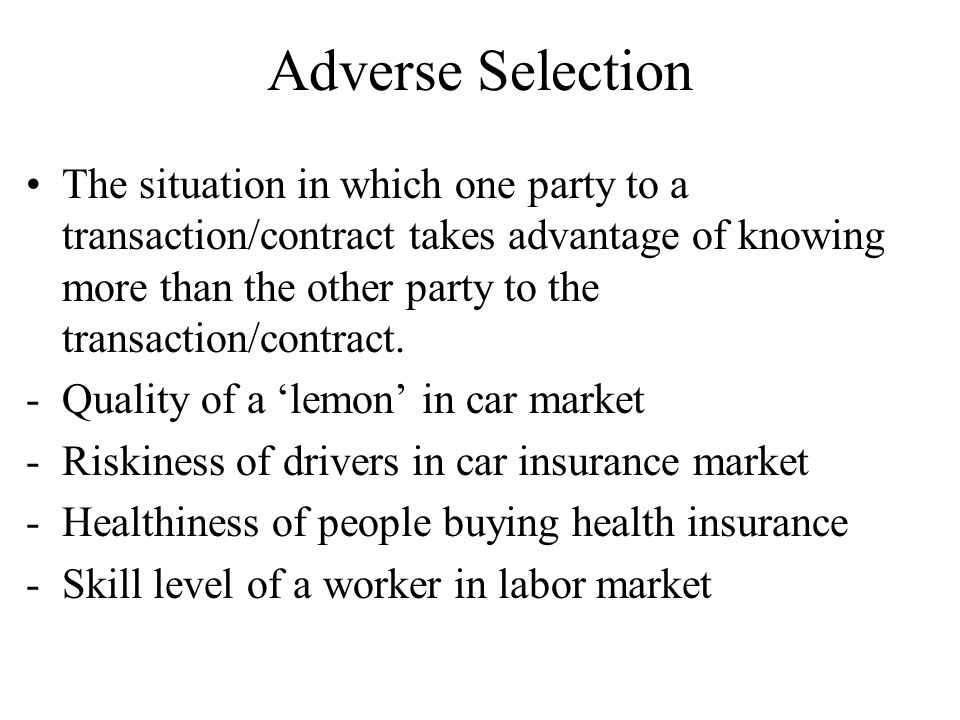 Adverse Selection
• The situation in which one party to a
transaction/contract takes advantage of knowing
more than the other party to the
transaction/contract.
- Quality of a ‘lemon’ in car market
- Riskiness of drivers in car insurance market
- Healthiness of people buying health insurance
- Skill level of a worker in labor market